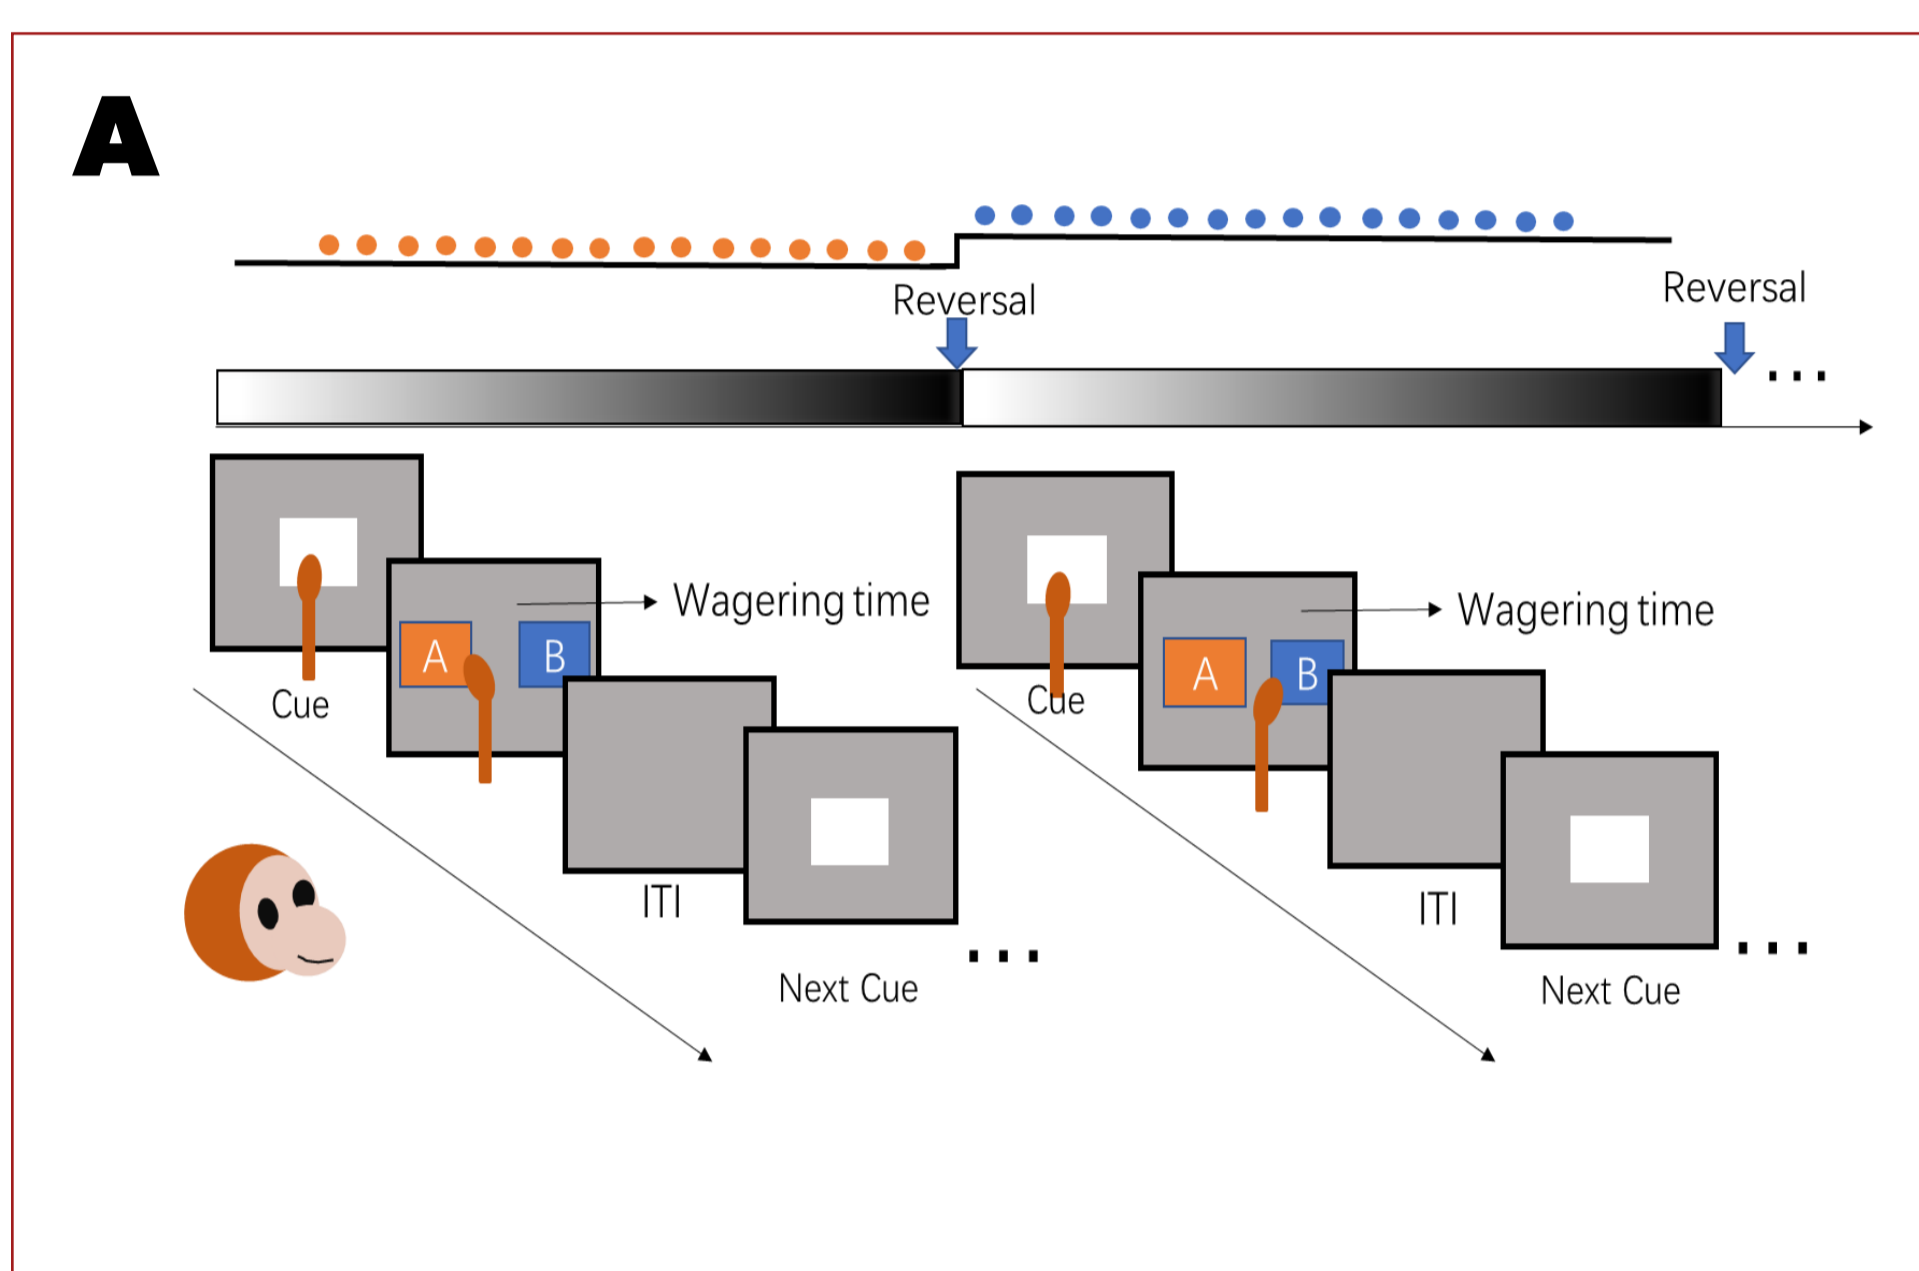 A
Reversal
Reversal
...
Wagering time
Wagering time
A
B
A
B
Cue
Cue
ITI
ITI
...
...
Next Cue
Next Cue